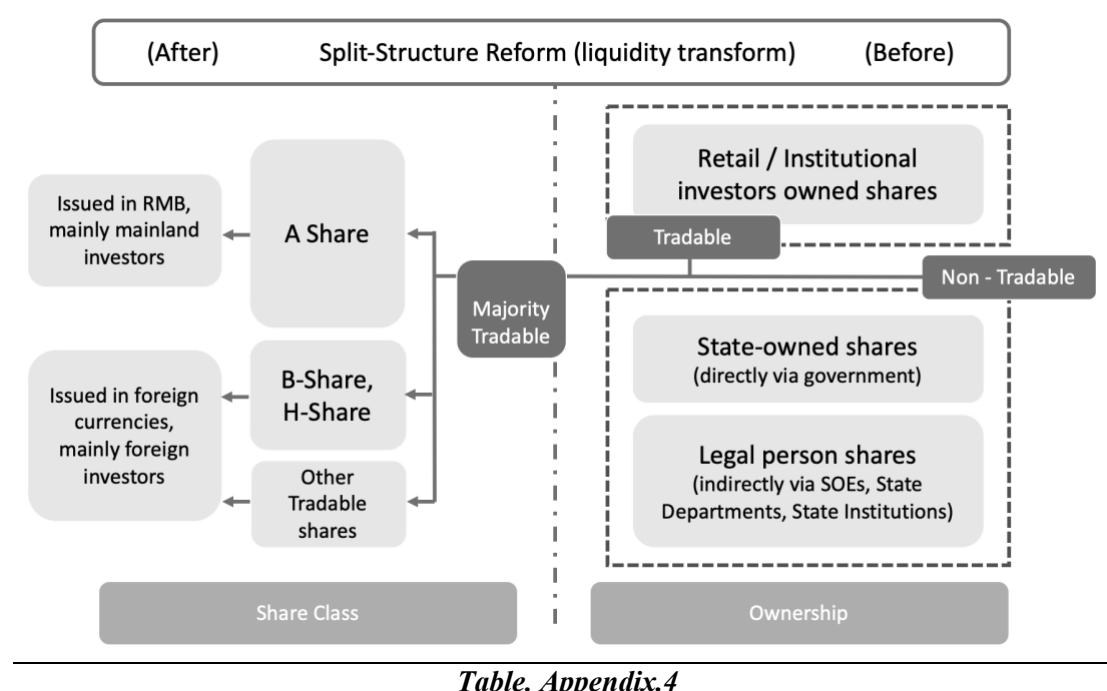 (After) Split-Structure Reform (liquidity transform) (Before)
Issued in RMB,
mainly mainland
investors
A Share
Issued in foreign
currencies,
mainly foreign
investors
B-Share,
H-Share
Other
Tradable
shares
Majority
Tradable
Retail / Institutional
investors owned shares
Tradable
Non - Tradable
State-owned shares
(directly via government)
Legal person shares
(indirectly via SOEs, State
Departments, State Institutions)
Share Class
Ownership
Table. Appendix.4